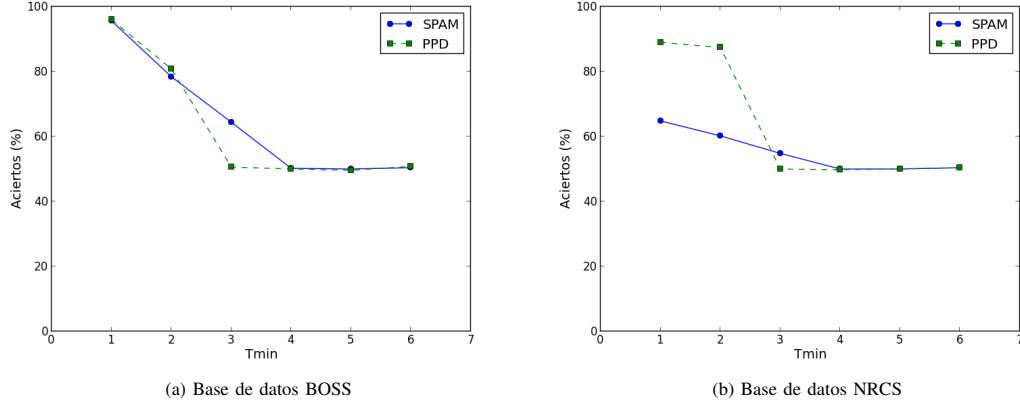 100
80
60
40
20
0
Aciertos (%)
SPAM
PPD
0 1 2 3 4 5 6 7
Tmin
(a) Base de datos BOSS
100
80
60
40
20
0
Aciertos (%)
SPAM
PPD
0 1 2 3 4 5 6 7
Tmin
(b) Base de datos NRCS